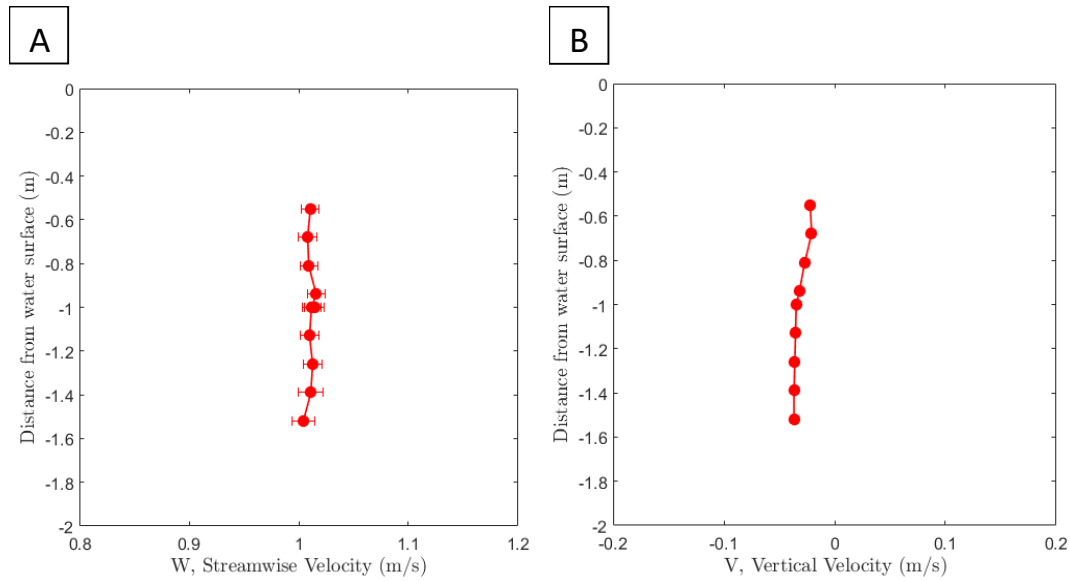 A
B
0
-0.2
-0.4
-0.6
-0.8
-1
-1.2
-1.4
-1.6
-1.8
-2
Distance from water surface (m)
0.8 0.9 1 1.1 1.2
W, Streamwise Velocity (m/s)
0
-0.2
-0.4
-0.6
-0.8
-1
-1.2
-1.4
-1.6
-1.8
-2
Distance from water surface (m)
-0.2 -0.1 0 0.1 0.2
V, Vertical Velocity (m/s)